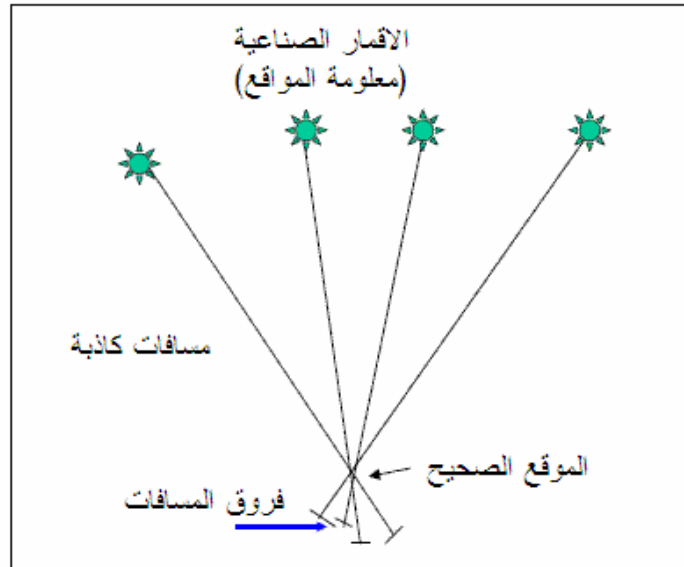 الاقمار الصناعية
(معلومة المواقع)
مسافات كاذبة
الموقع الصحيح
فروق المسافات